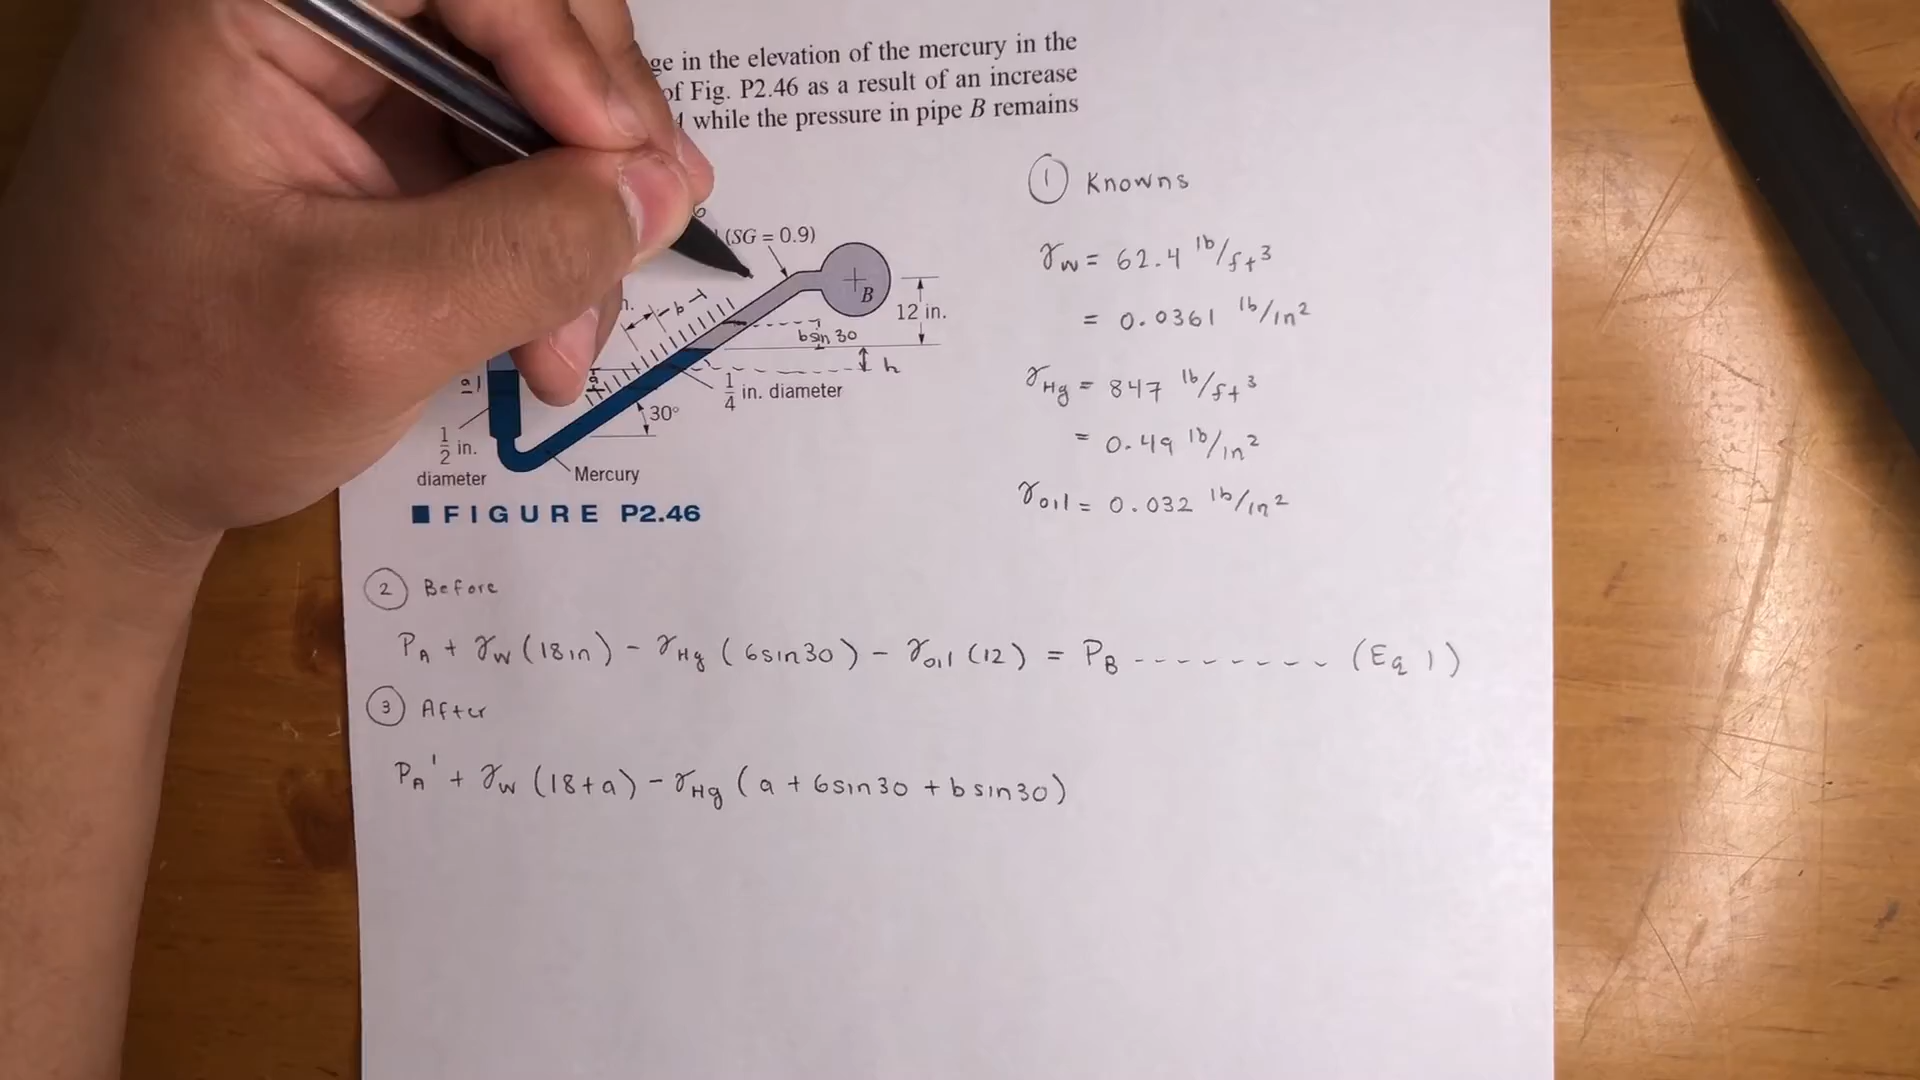 ge in the elevation of the mercury in the
of Fig. P2.46 as a result of an increase
while the pressure in pipe B remains
(SG = 0.9)
B
12 in.
b
b sin 30
h
a
a
1/4 in. diameter
30°
1/2 in.
diameter
Mercury
■ FIGURE P2.46
① Knowns
γw = 62.4 lb/ft³
= 0.0361 lb/in²
γHg = 847 lb/ft³
= 0.49 lb/in²
γoil = 0.032 lb/in²
② Before
PA + γw (18in) - γHg (6sin30) - γoil (12) = PB -------- (Eq 1)
③ After
PA' + γw (18+a) - γHg (a + 6sin30 + b sin30)